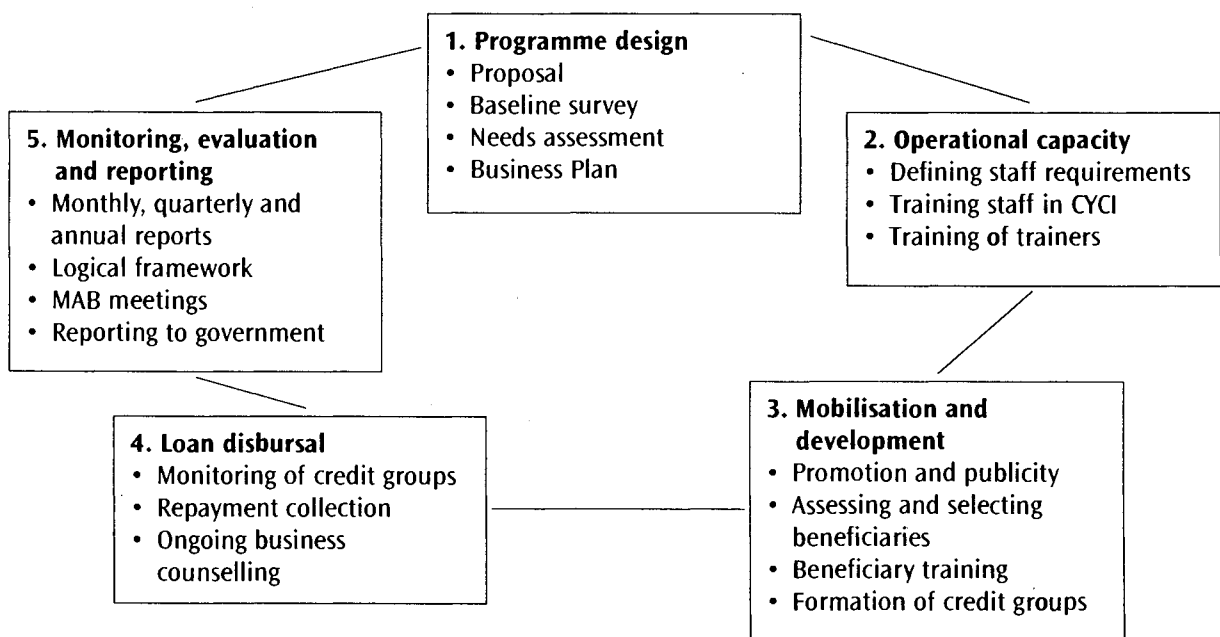 1. Programme design
• Proposal
• Baseline survey
• Needs assessment
• Business Plan
2. Operational capacity
• Defining staff requirements
• Training staff in CYCI
• Training of trainers
3. Mobilisation and
development
• Promotion and publicity
• Assessing and selecting
beneficiaries
• Beneficiary training
• Formation of credit groups
4. Loan disbursal
• Monitoring of credit groups
• Repayment collection
• Ongoing business
counselling
5. Monitoring, evaluation
and reporting
• Monthly, quarterly and
annual reports
• Logical framework
• MAB meetings
• Reporting to government